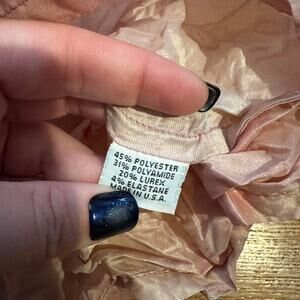 45% POLYESTER
31% POLYAMIDE
20% LUREX
4% ELASTANE
MADE IN U.S.A.